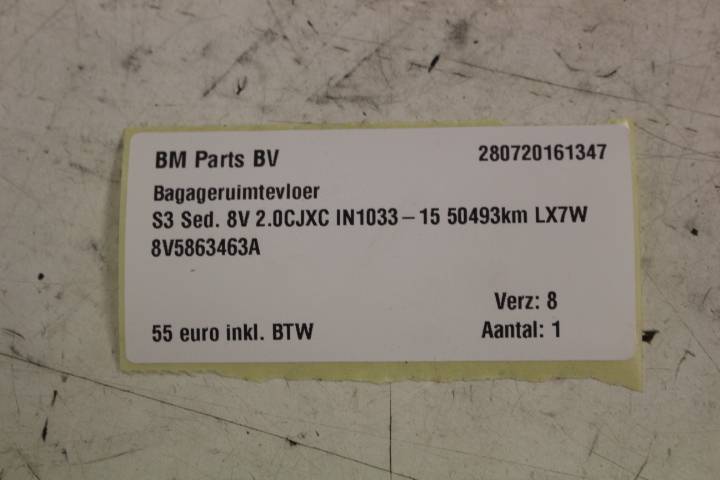 BM Parts BV 280720161347
Bagageruimtevloer
S3 Sed. 8V 2.0CJXC IN1033 – 15 50493km LX7W
8V5863463A
Verz: 8
55 euro inkl. BTW Aantal: 1